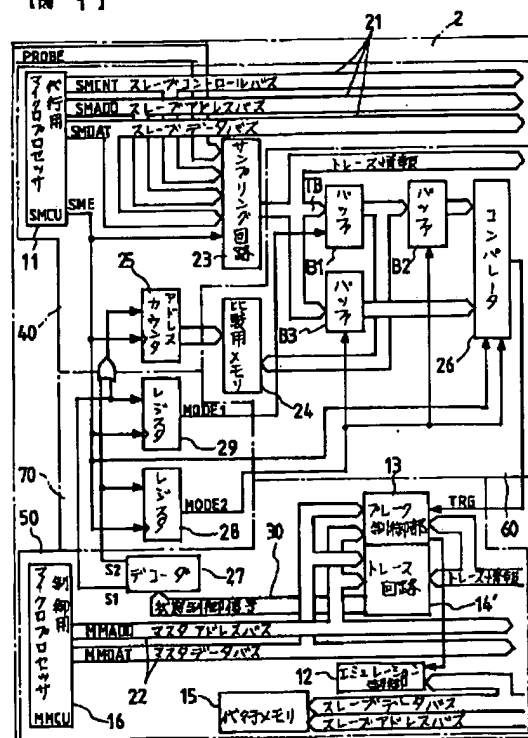 【図 1】
21
2
PROBE
SMCNT スレーブコントロールバス
SMADD スレーブアドレスバス
SMDAT スレーブデータバス
代行用
マイクロプロセッサ
SMCU
SME
11
サンプリング回路
23
トレース情報
TB
バッファ
B1
バッファ
B2
バッファ
B3
コンパレータ
26
25
アドレスカウンタ
比較用メモリ
24
40
レジスタ
MODE1
29
レジスタ
MODE2
28
70
50
S2
S1
デコーダ
27
30
13
ブレーク制御部
TRG
60
トレース回路
トレース情報
14'
制御用
マイクロプロセッサ
MMCU
16
MMADD マスタアドレスバス
MMDAT マスタデータバス
22
12
エミュレーション制御部
15
代行メモリ
スレーブデータバス
スレーブアドレスバス